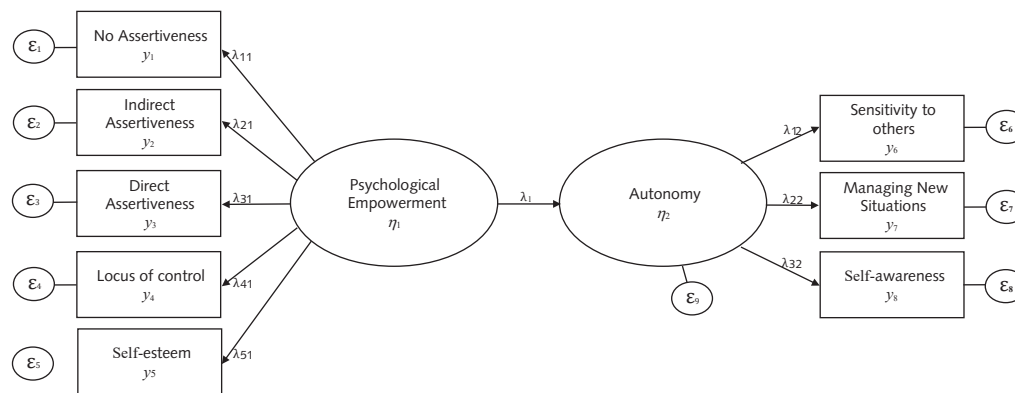 ε₁
No Assertiveness
y₁
λ11
ε₂
Indirect
Assertiveness
y₂
λ21
ε₃
Direct
Assertiveness
y₃
λ31
ε₄
Locus of control
y₄
λ41
ε₅
Self-esteem
y₅
λ51
Psychological
Empowerment
η₁
λ₁
Autonomy
η₂
ε₉
λ12
Sensitivity to
others
y₆
ε₆
λ22
Managing New
Situations
y₇
ε₇
λ32
Self-awareness
y₈
ε₈